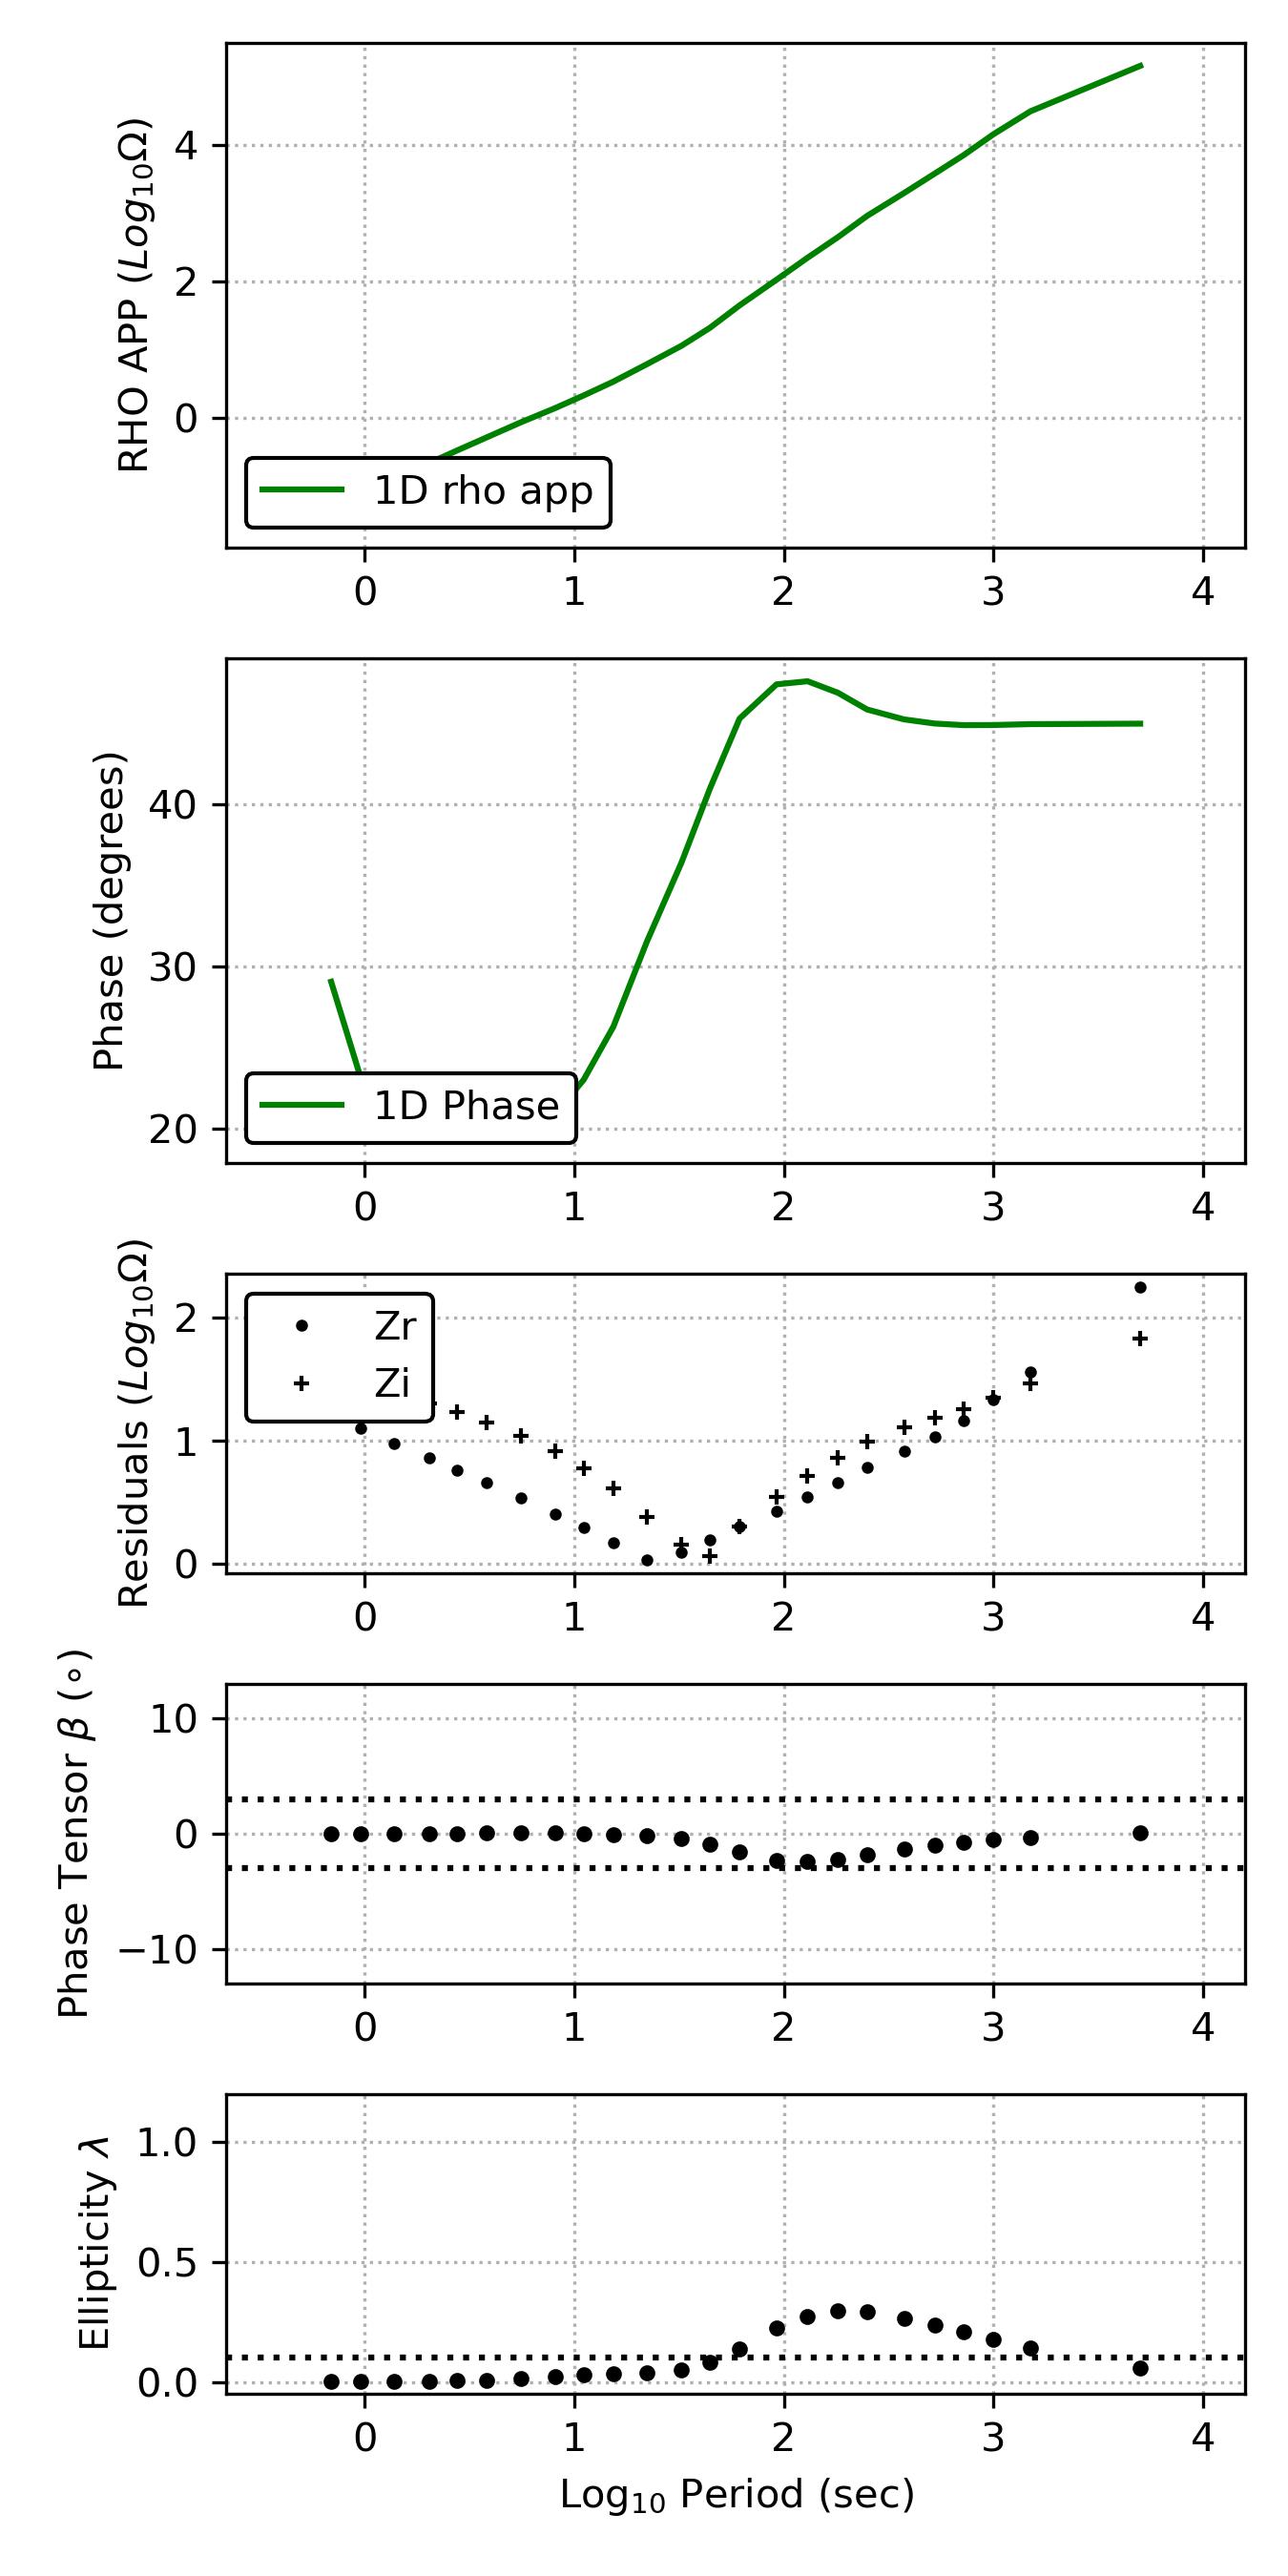 RHO APP (Log₁₀Ω)
4
2
0
1D rho app
0 1 2 3 4
Phase (degrees)
40
30
20
1D Phase
0 1 2 3 4
Residuals (Log₁₀Ω)
2
1
0
Zr
Zi
0 1 2 3 4
Phase Tensor β (∘)
10
0
−10
0 1 2 3 4
Ellipticity λ
1.0
0.5
0.0
0 1 2 3 4
Log₁₀ Period (sec)